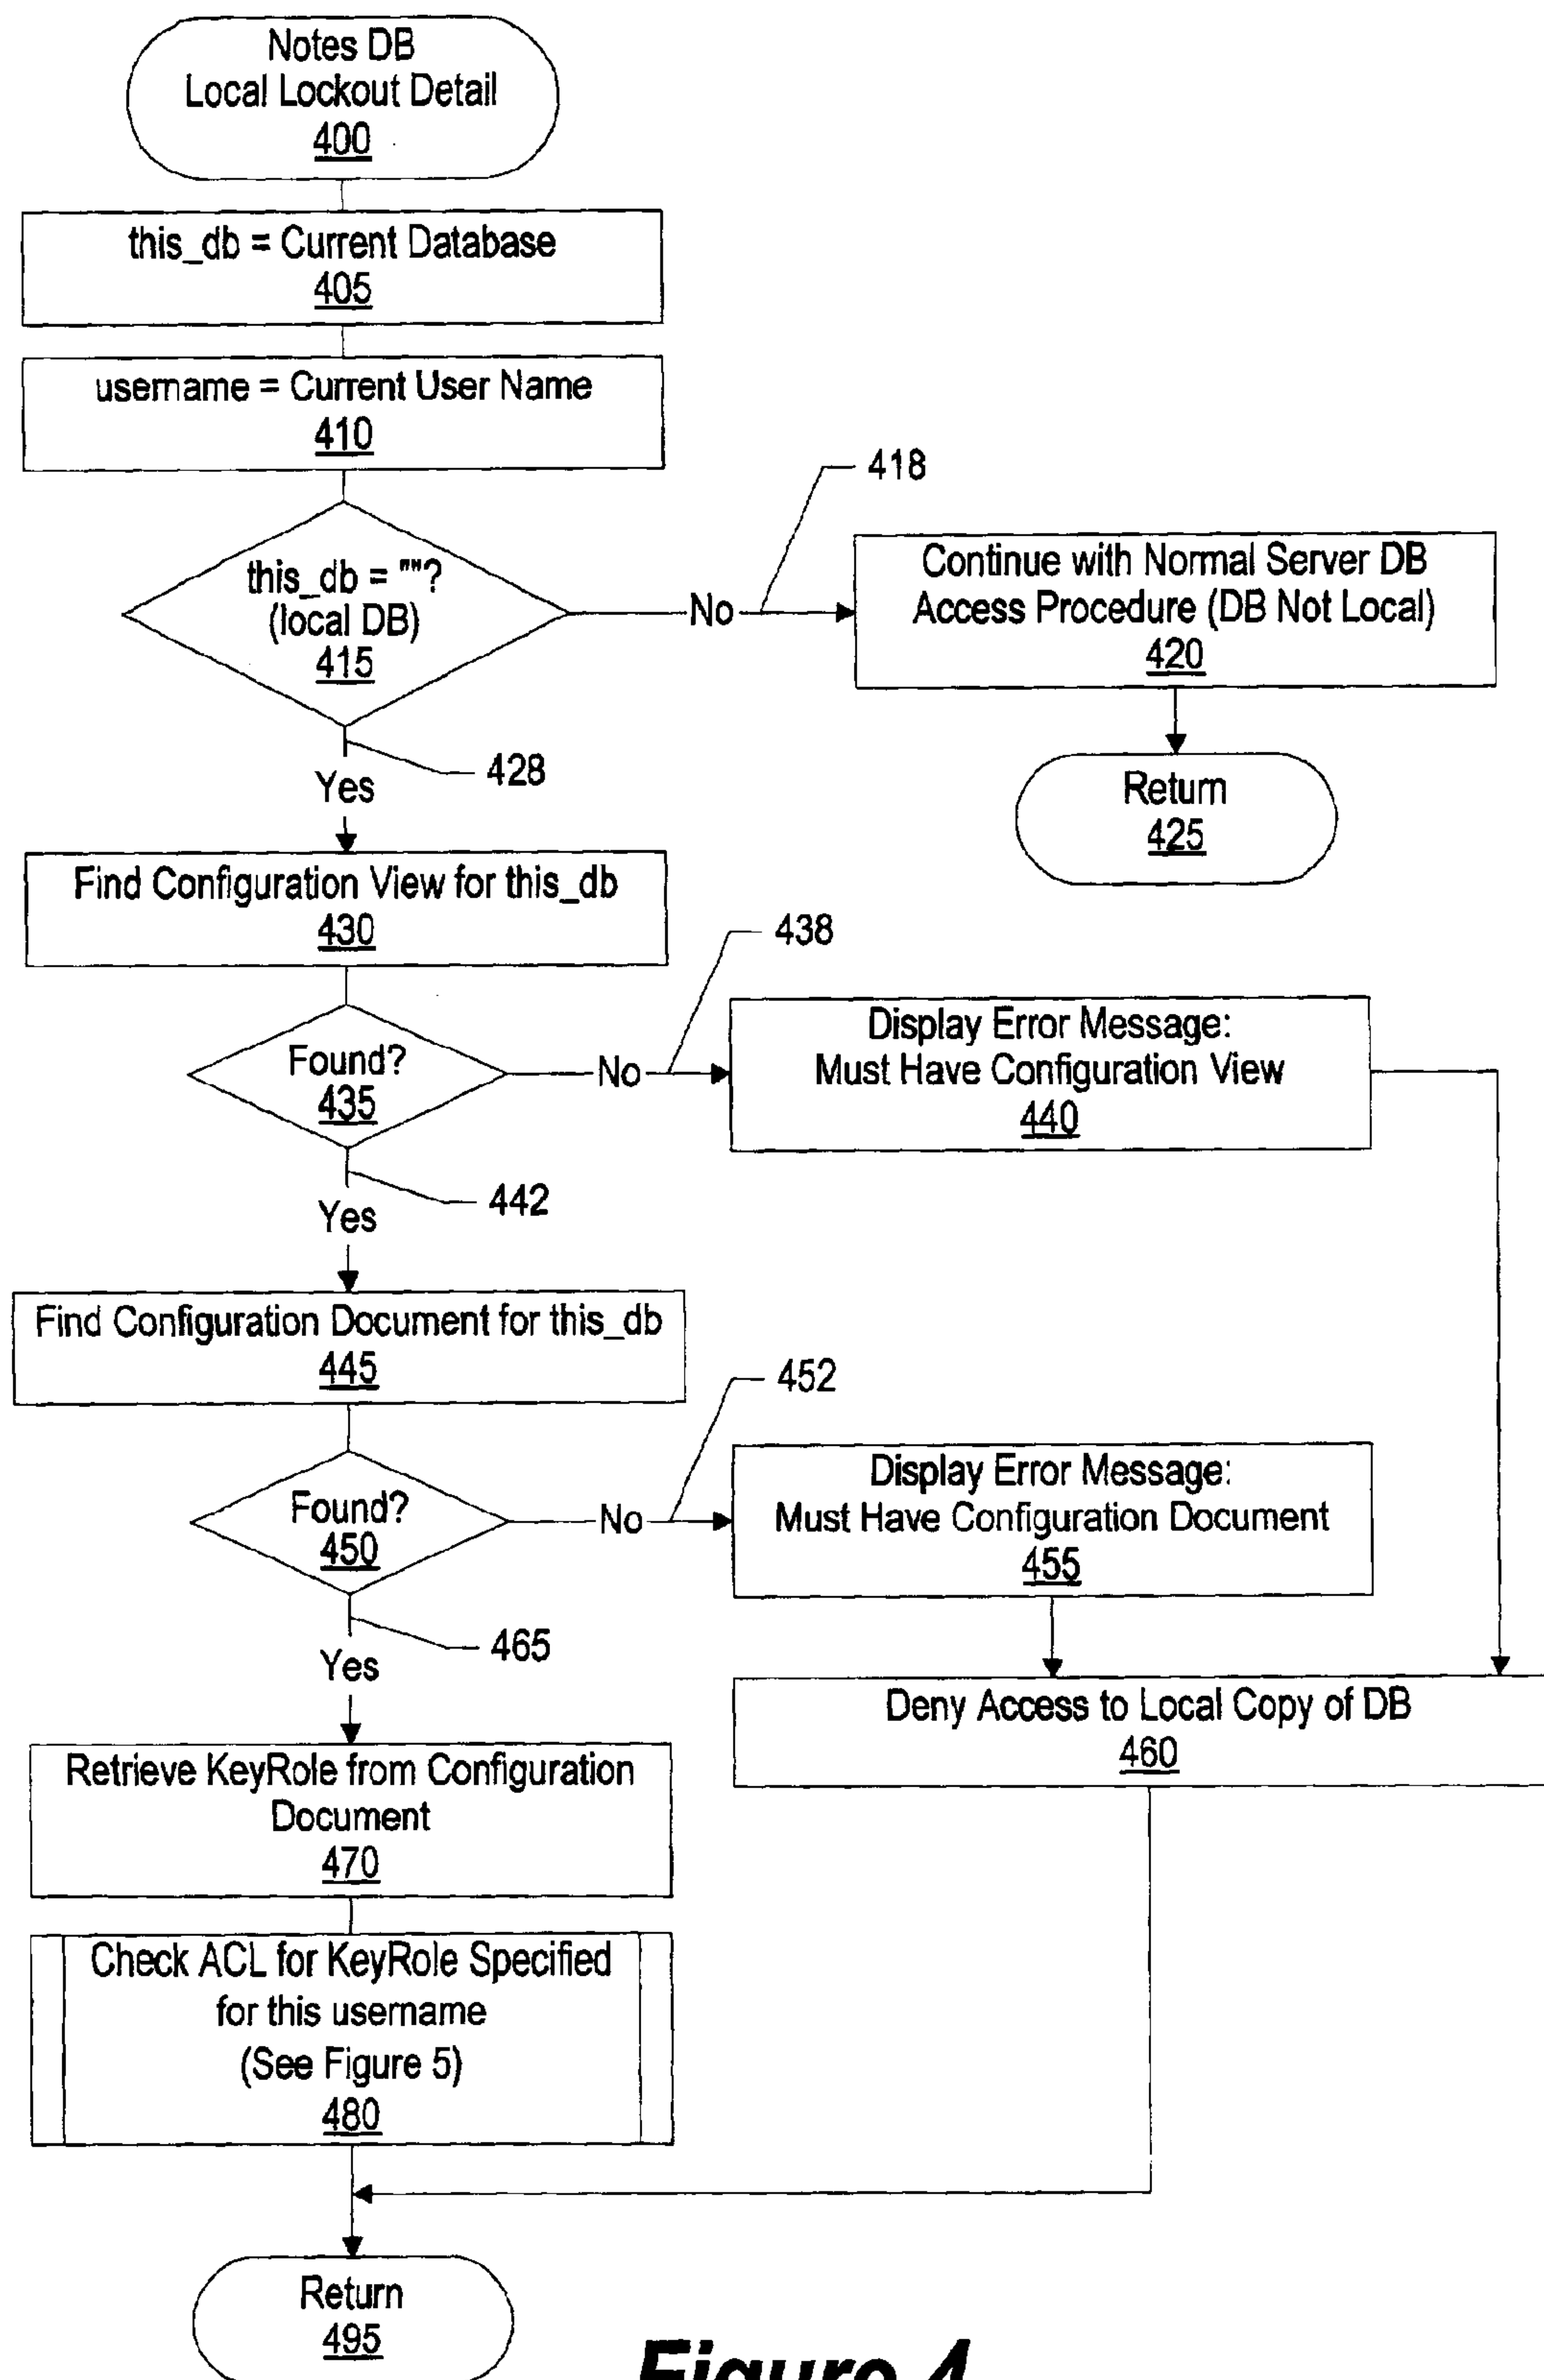 Notes DB
Local Lockout Detail
400
this_db = Current Database
405
username = Current User Name
410
418
this_db = ""?
(local DB)
415
No
Continue with Normal Server DB
Access Procedure (DB Not Local)
420
428
Yes
Return
425
Find Configuration View for this_db
430
438
Found?
435
No
Display Error Message:
Must Have Configuration View
440
442
Yes
Find Configuration Document for this_db
445
452
Found?
450
No
Display Error Message:
Must Have Configuration Document
455
465
Yes
Deny Access to Local Copy of DB
460
Retrieve KeyRole from Configuration
Document
470
Check ACL for KeyRole Specified
for this username
(See Figure 5)
480
Return
495
Figure 4